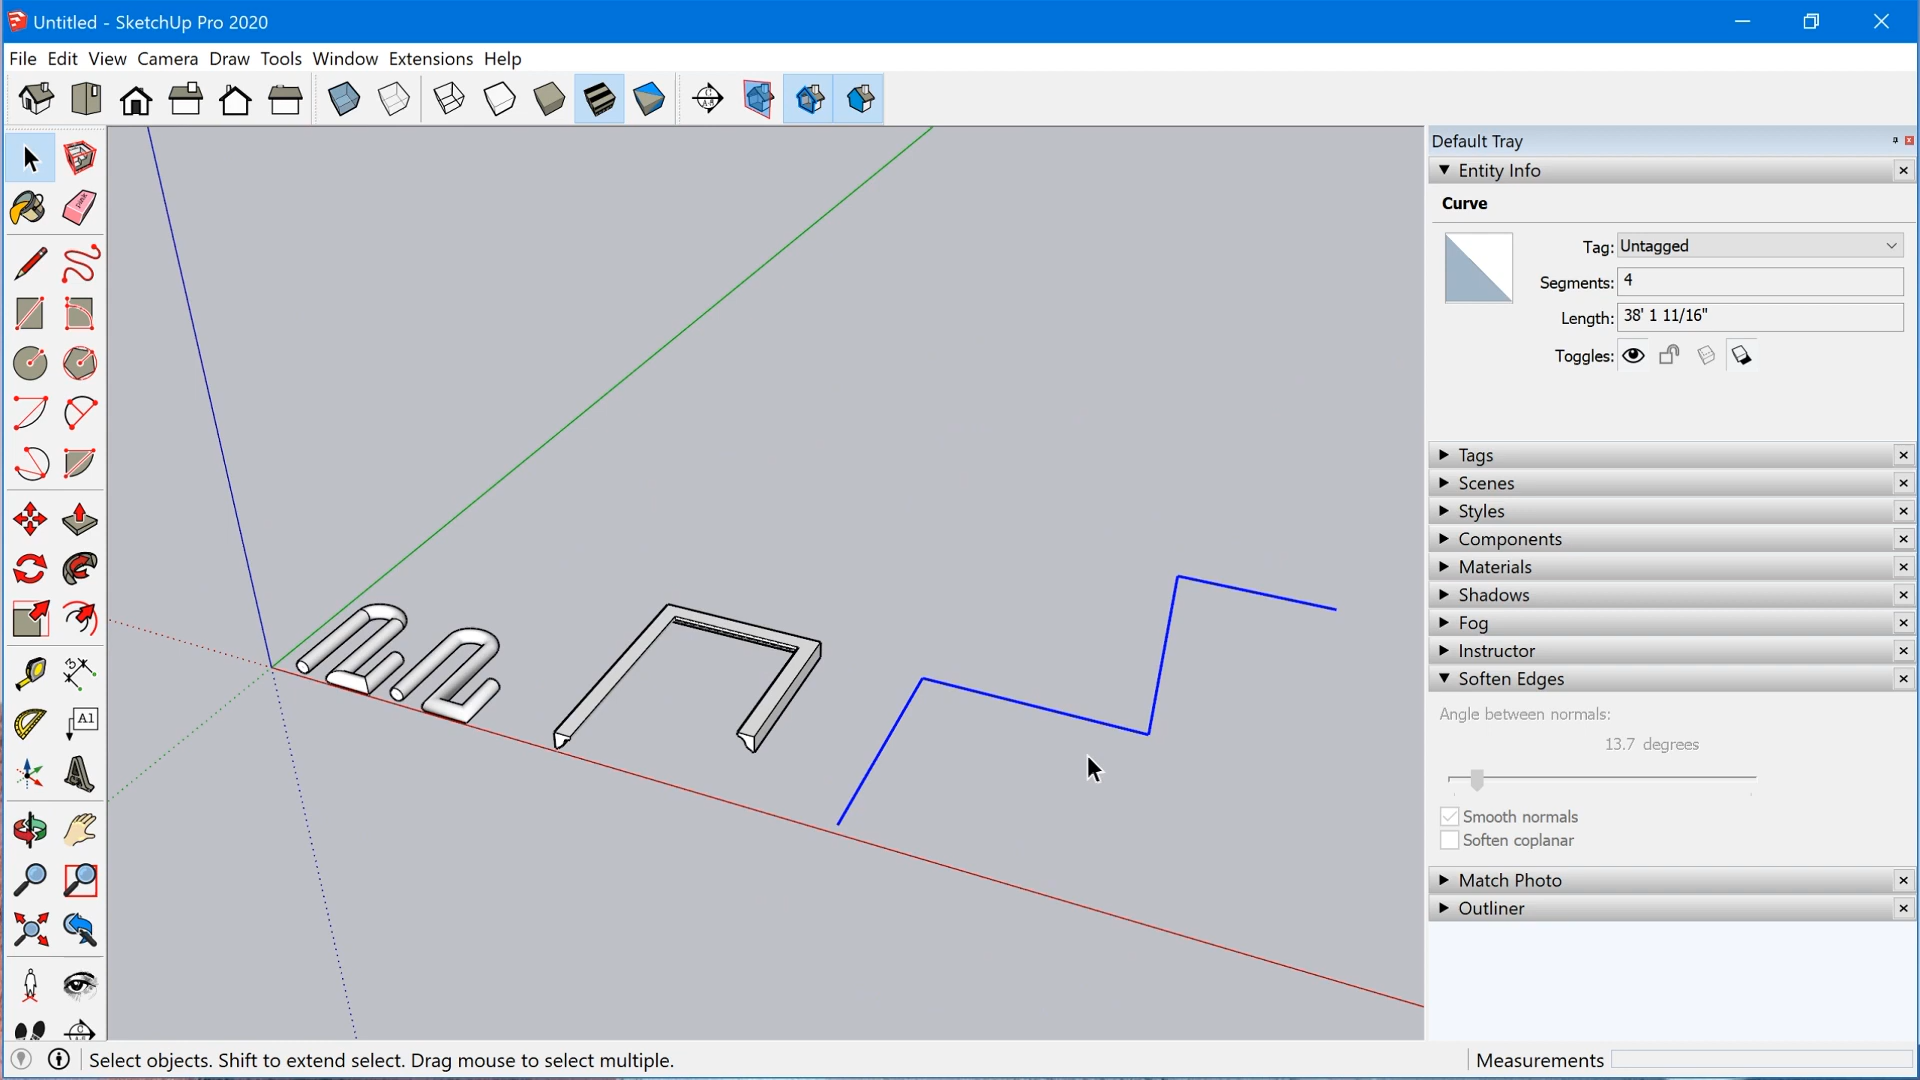 Untitled - SketchUp Pro 2020
File Edit View Camera Draw Tools Window Extensions Help
Default Tray
Entity Info
Curve
Tag: Untagged
Segments: 4
Length: 38' 1 11/16"
Toggles:
Tags
Scenes
Styles
Components
Materials
Shadows
Fog
Instructor
Soften Edges
Angle between normals:
13.7 degrees
Smooth normals
Soften coplanar
Match Photo
Outliner
A1
Select objects. Shift to extend select. Drag mouse to select multiple.
Measurements